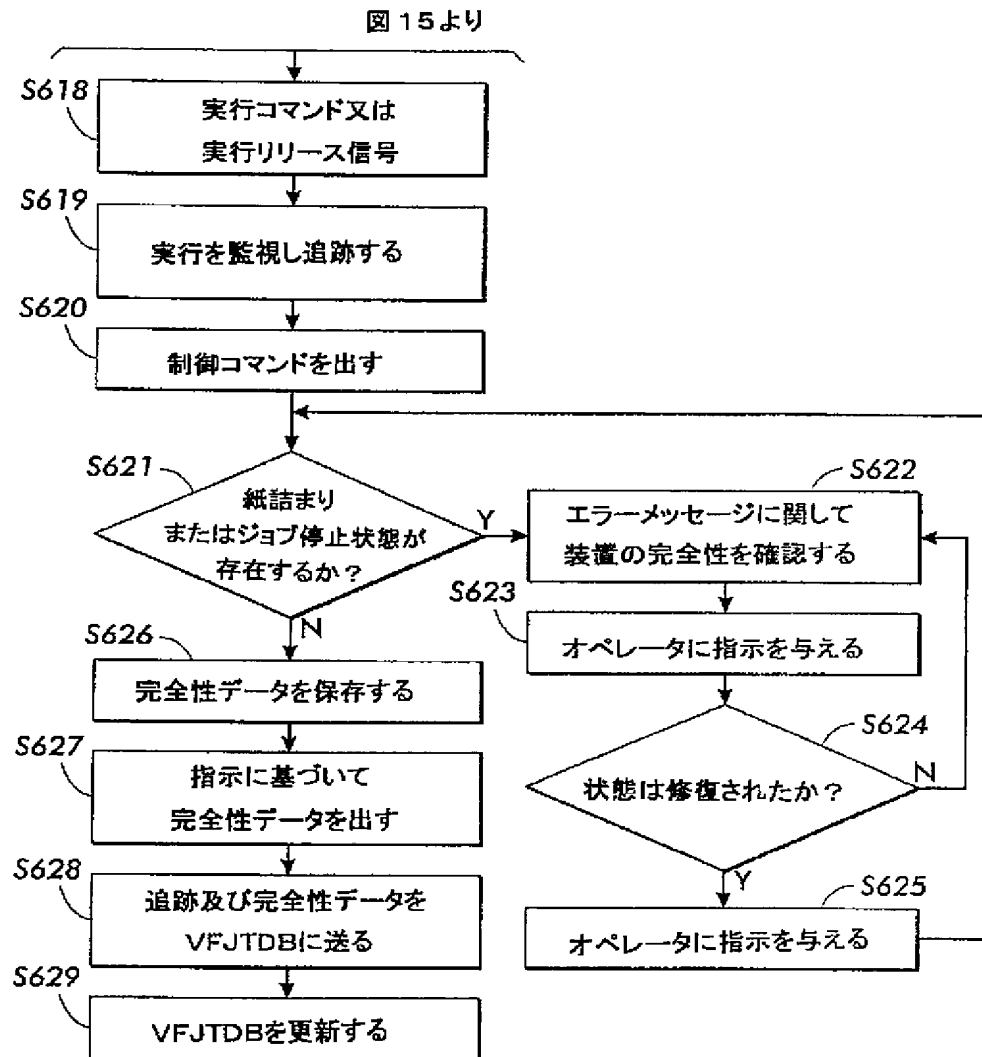 図 15より
S618
実行コマンド又は
実行リリース信号
S619
実行を監視し追跡する
S620
制御コマンドを出す
S621
紙詰まり
またはジョブ停止状態が
存在するか？
Y
N
S622
エラーメッセージに関して
装置の完全性を確認する
S623
オペレータに指示を与える
S624
状態は修復されたか？
N
Y
S625
オペレータに指示を与える
S626
完全性データを保存する
S627
指示に基づいて
完全性データを出す
S628
追跡及び完全性データを
VFJTDBに送る
S629
VFJTDBを更新する